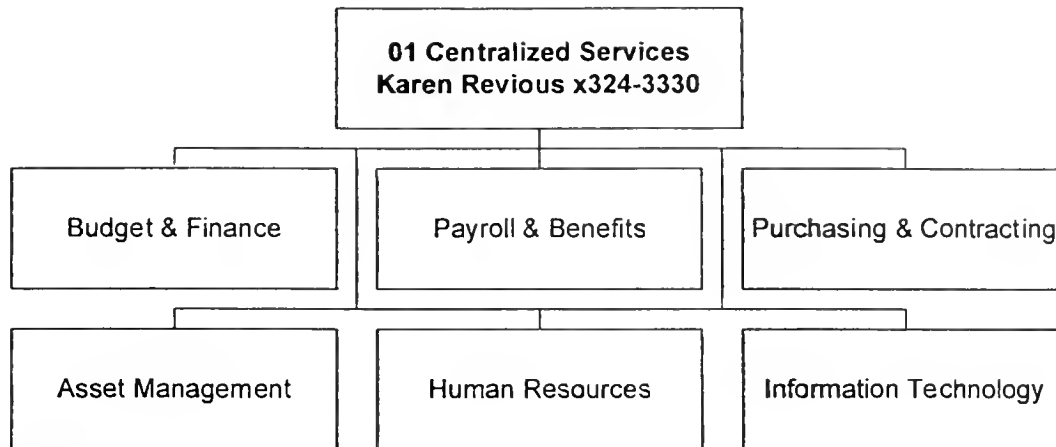 01 Centralized Services
Karen Revious x324-3330
Budget & Finance
Payroll & Benefits
Purchasing & Contracting
Asset Management
Human Resources
Information Technology